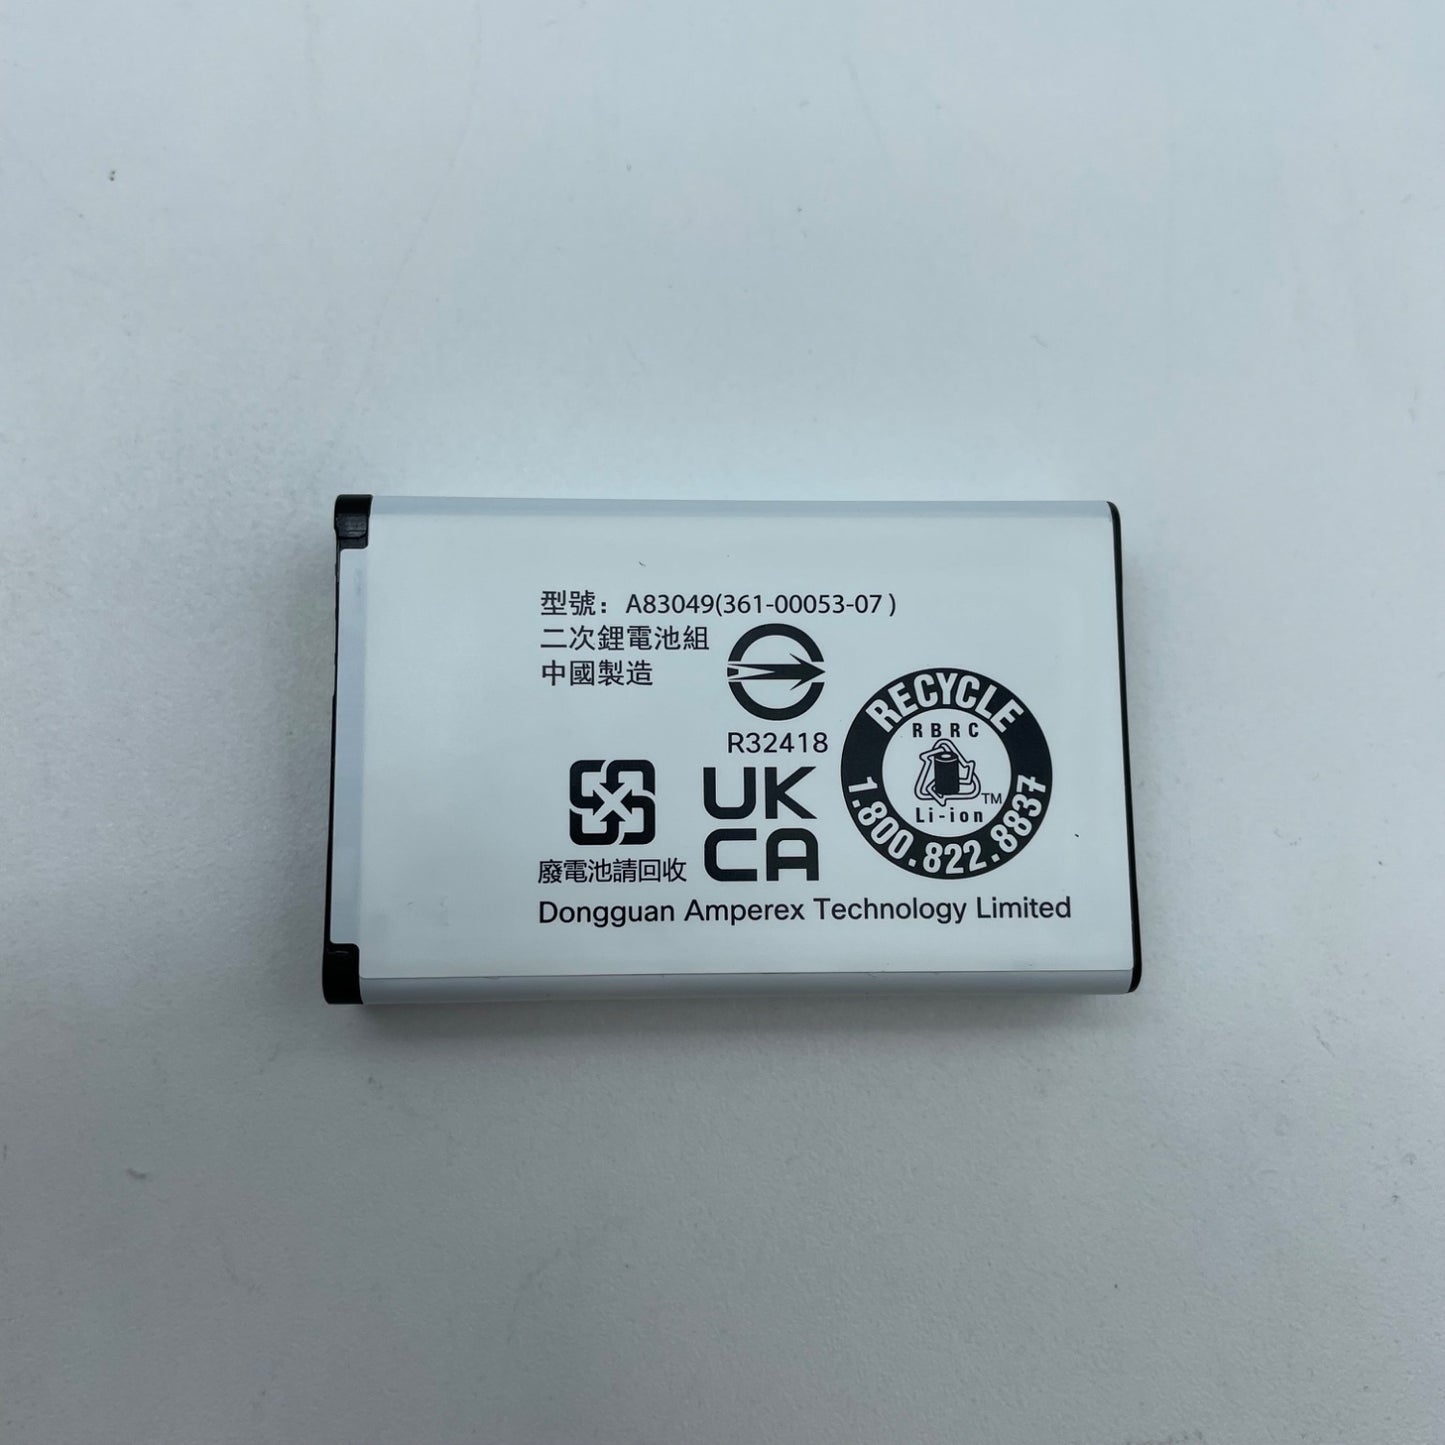 型號：A83049(361-00053-07 )
二次鋰電池組
中國製造
R32418
RECYCLE
RBRC
TM
Li-ion
1.800.822.8837
UK
CA
廢電池請回收
Dongguan Amperex Technology Limited